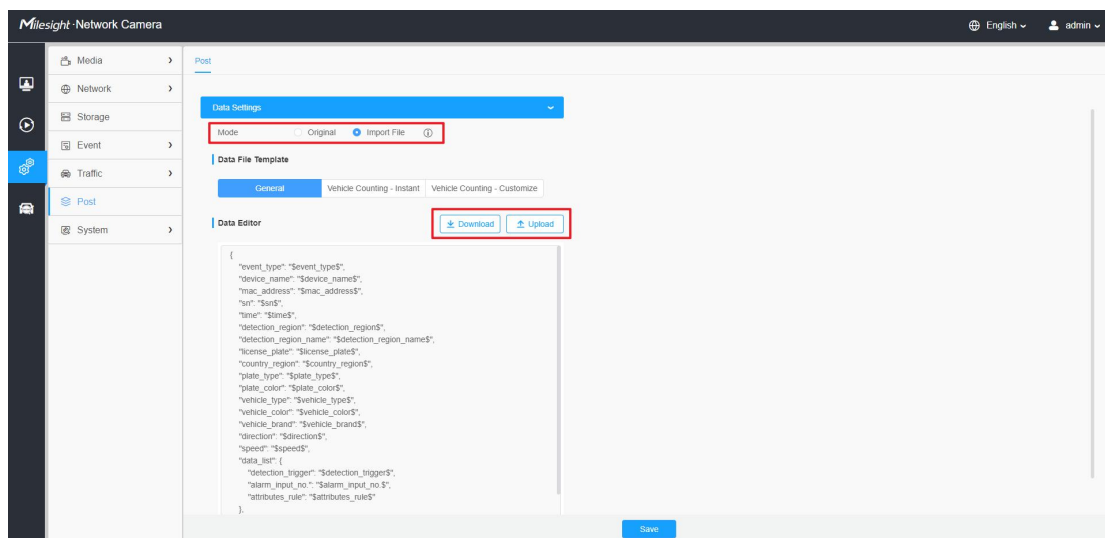 Milesight · Network Camera
English
admin
Media
Network
Storage
Event
Traffic
Post
System
Post
Data Settings
Mode Original Import File
Data File Template
General Vehicle Counting - Instant Vehicle Counting - Customize
Data Editor Download Upload
{
"event_type": "$event_type$",
"device_name": "$device_name$",
"mac_address": "$mac_address$",
"sn": "$sn$",
"time": "$time$",
"detection_region": "$detection_region$",
"detection_region_name": "$detection_region_name$",
"license_plate": "$license_plate$",
"country_region": "$country_region$",
"plate_type": "$plate_type$",
"plate_color": "$plate_color$",
"vehicle_type": "$vehicle_type$",
"vehicle_color": "$vehicle_color$",
"vehicle_brand": "$vehicle_brand$",
"direction": "$direction$",
"speed": "$speed$",
"data_list": {
"detection_trigger": "$detection_trigger$",
"alarm_input_no.": "$alarm_input_no.$",
"attributes_rule": "$attributes_rule$"
},
Save